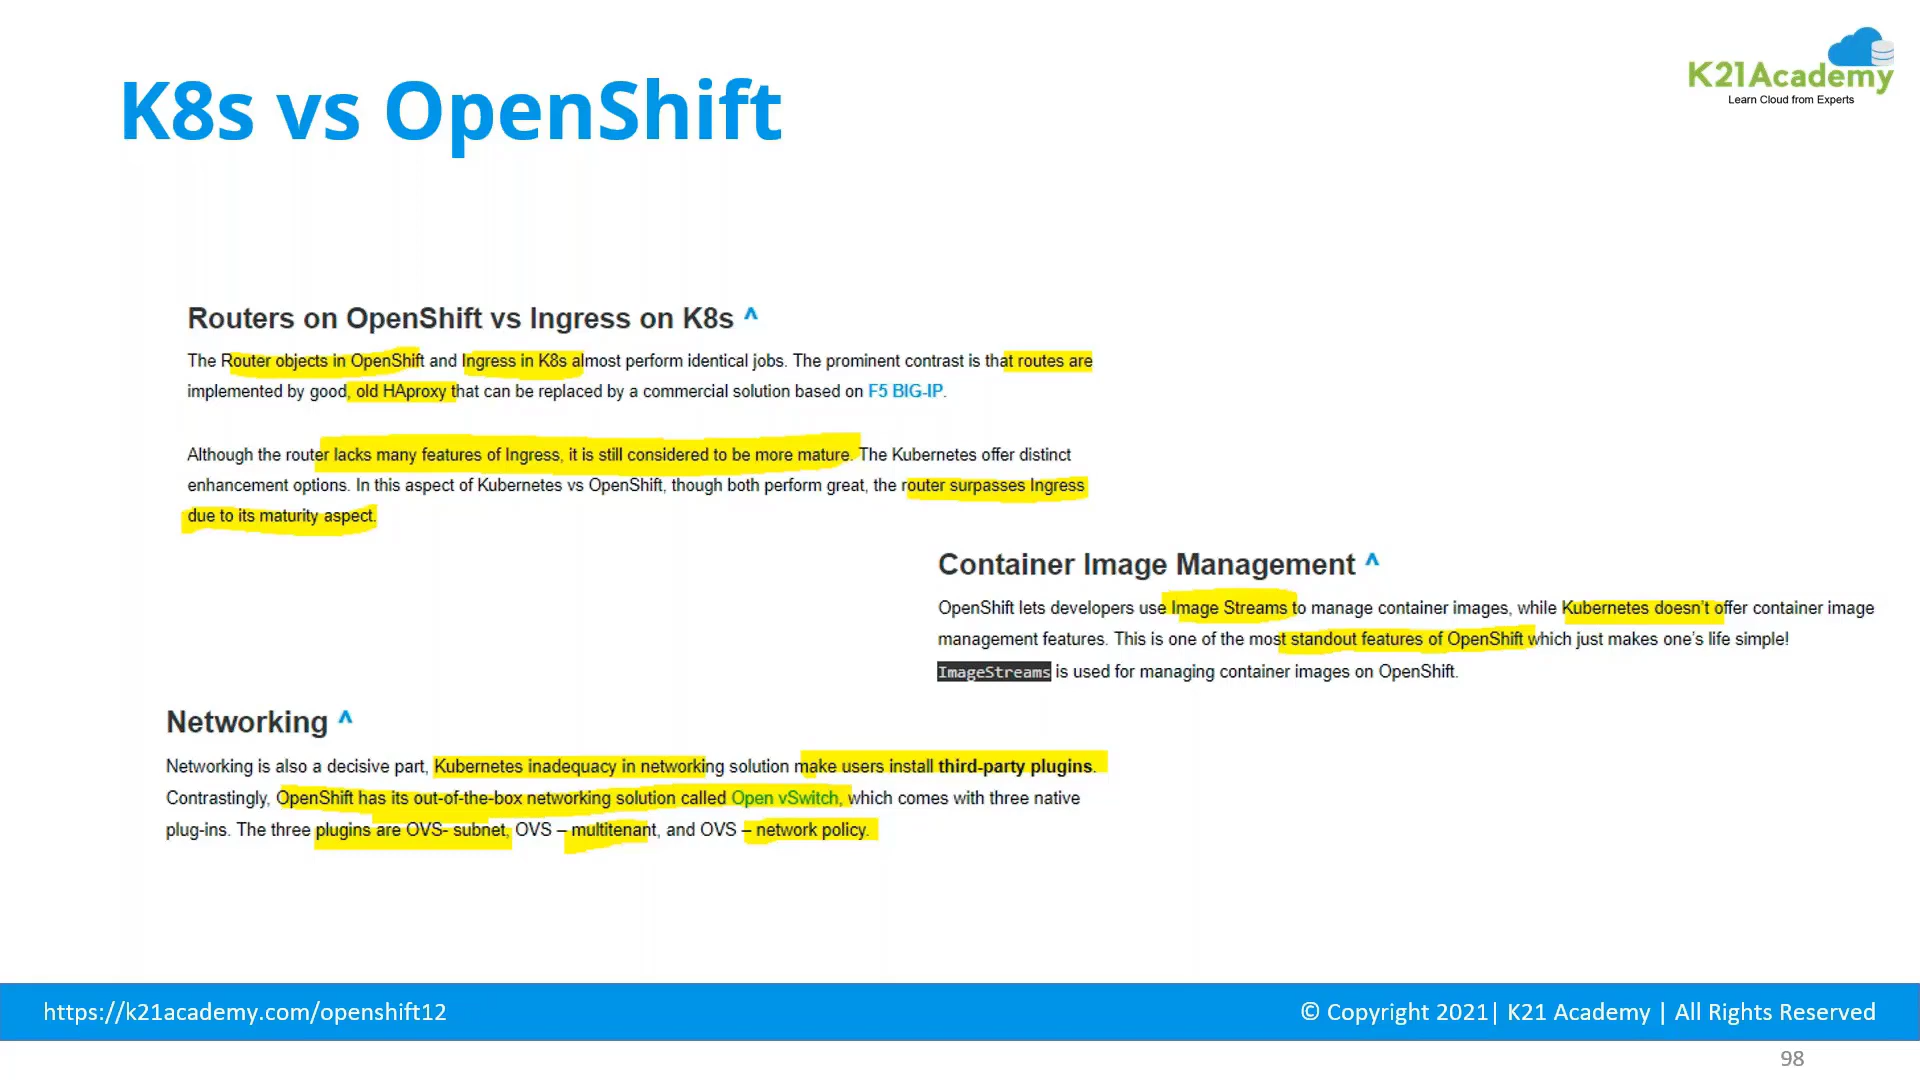 K21Academy
Learn Cloud from Experts
K8s vs OpenShift
Routers on OpenShift vs Ingress on K8s ^
The Router objects in OpenShift and Ingress in K8s almost perform identical jobs. The prominent contrast is that routes are
implemented by good, old HAproxy that can be replaced by a commercial solution based on F5 BIG-IP.
Although the router lacks many features of Ingress, it is still considered to be more mature. The Kubernetes offer distinct
enhancement options. In this aspect of Kubernetes vs OpenShift, though both perform great, the router surpasses Ingress
due to its maturity aspect.
Container Image Management ^
OpenShift lets developers use Image Streams to manage container images, while Kubernetes doesn’t offer container image
management features. This is one of the most standout features of OpenShift which just makes one’s life simple!
ImageStreams is used for managing container images on OpenShift.
Networking ^
Networking is also a decisive part, Kubernetes inadequacy in networking solution make users install third-party plugins.
Contrastingly, OpenShift has its out-of-the-box networking solution called Open vSwitch, which comes with three native
plug-ins. The three plugins are OVS- subnet, OVS – multitenant, and OVS – network policy.
https://k21academy.com/openshift12
© Copyright 2021| K21 Academy | All Rights Reserved
98